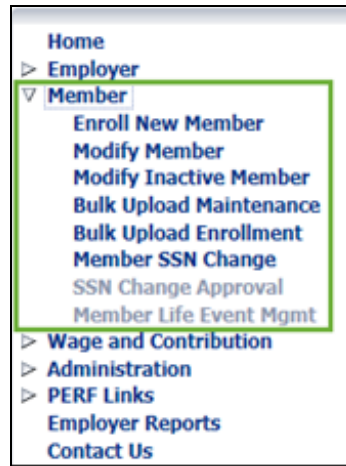 Home
Employer
Member
Enroll New Member
Modify Member
Modify Inactive Member
Bulk Upload Maintenance
Bulk Upload Enrollment
Member SSN Change
SSN Change Approval
Member Life Event Mgmt
Wage and Contribution
Administration
PERF Links
Employer Reports
Contact Us